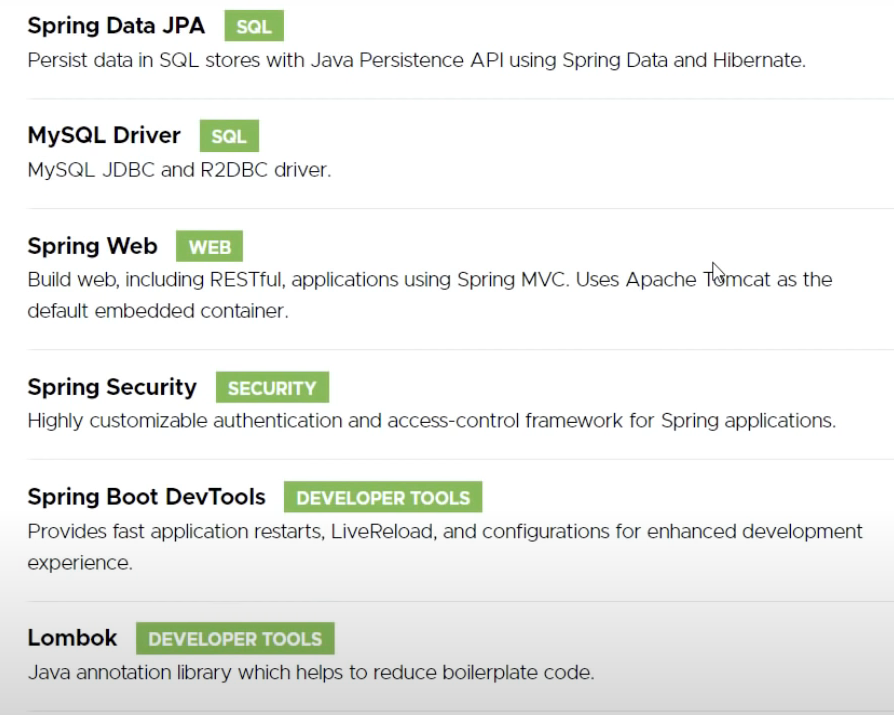 Spring Data JPA SQL
Persist data in SQL stores with Java Persistence API using Spring Data and Hibernate.
MySQL Driver SQL
MySQL JDBC and R2DBC driver.
Spring Web WEB
Build web, including RESTful, applications using Spring MVC. Uses Apache Tomcat as the
default embedded container.
Spring Security SECURITY
Highly customizable authentication and access-control framework for Spring applications.
Spring Boot DevTools DEVELOPER TOOLS
Provides fast application restarts, LiveReload, and configurations for enhanced development
experience.
Lombok DEVELOPER TOOLS
Java annotation library which helps to reduce boilerplate code.